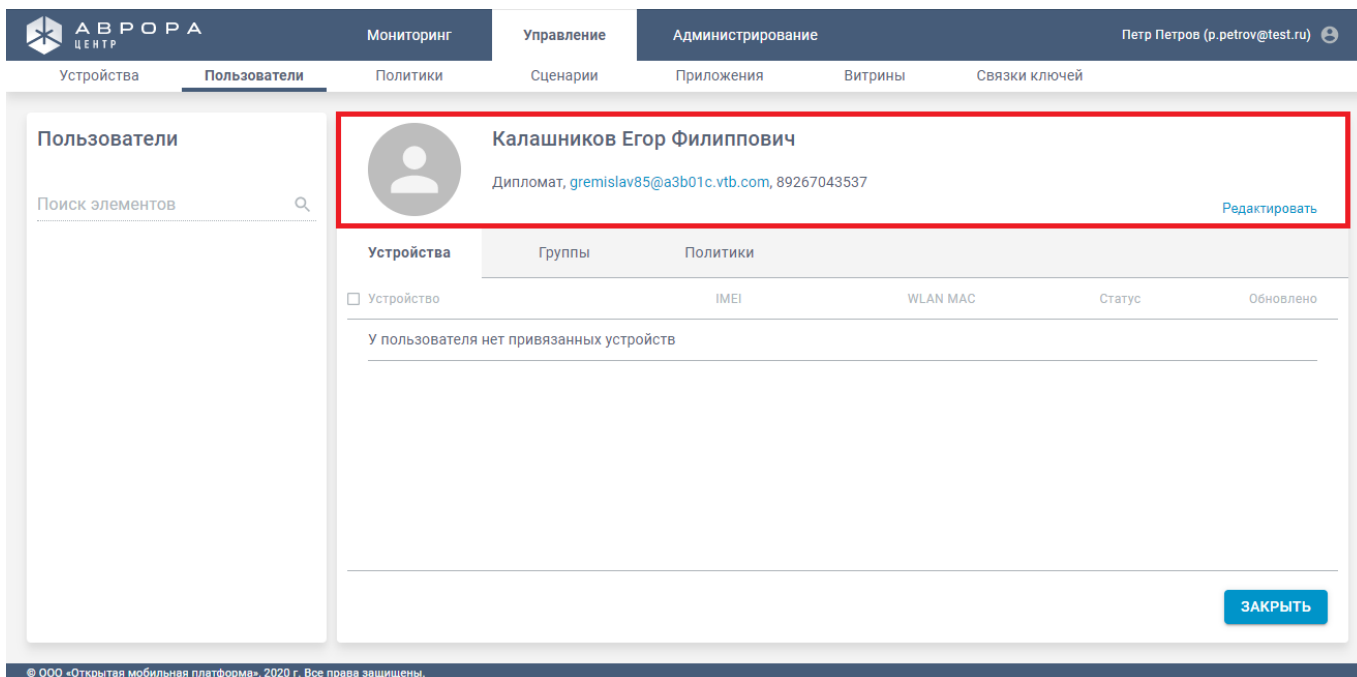 АВРОРА
ЦЕНТР
Мониторинг Управление Администрирование Петр Петров (p.petrov@test.ru)
Устройства Пользователи Политики Сценарии Приложения Витрины Связки ключей
Пользователи
Поиск элементов
Калашников Егор Филиппович
Дипломат, gremislav85@a3b01c.vtb.com, 89267043537
Редактировать
Устройства Группы Политики
Устройство IMEI WLAN MAC Статус Обновлено
У пользователя нет привязанных устройств
ЗАКРЫТЬ
© ООО «Открытая мобильная платформа», 2020 г. Все права защищены.